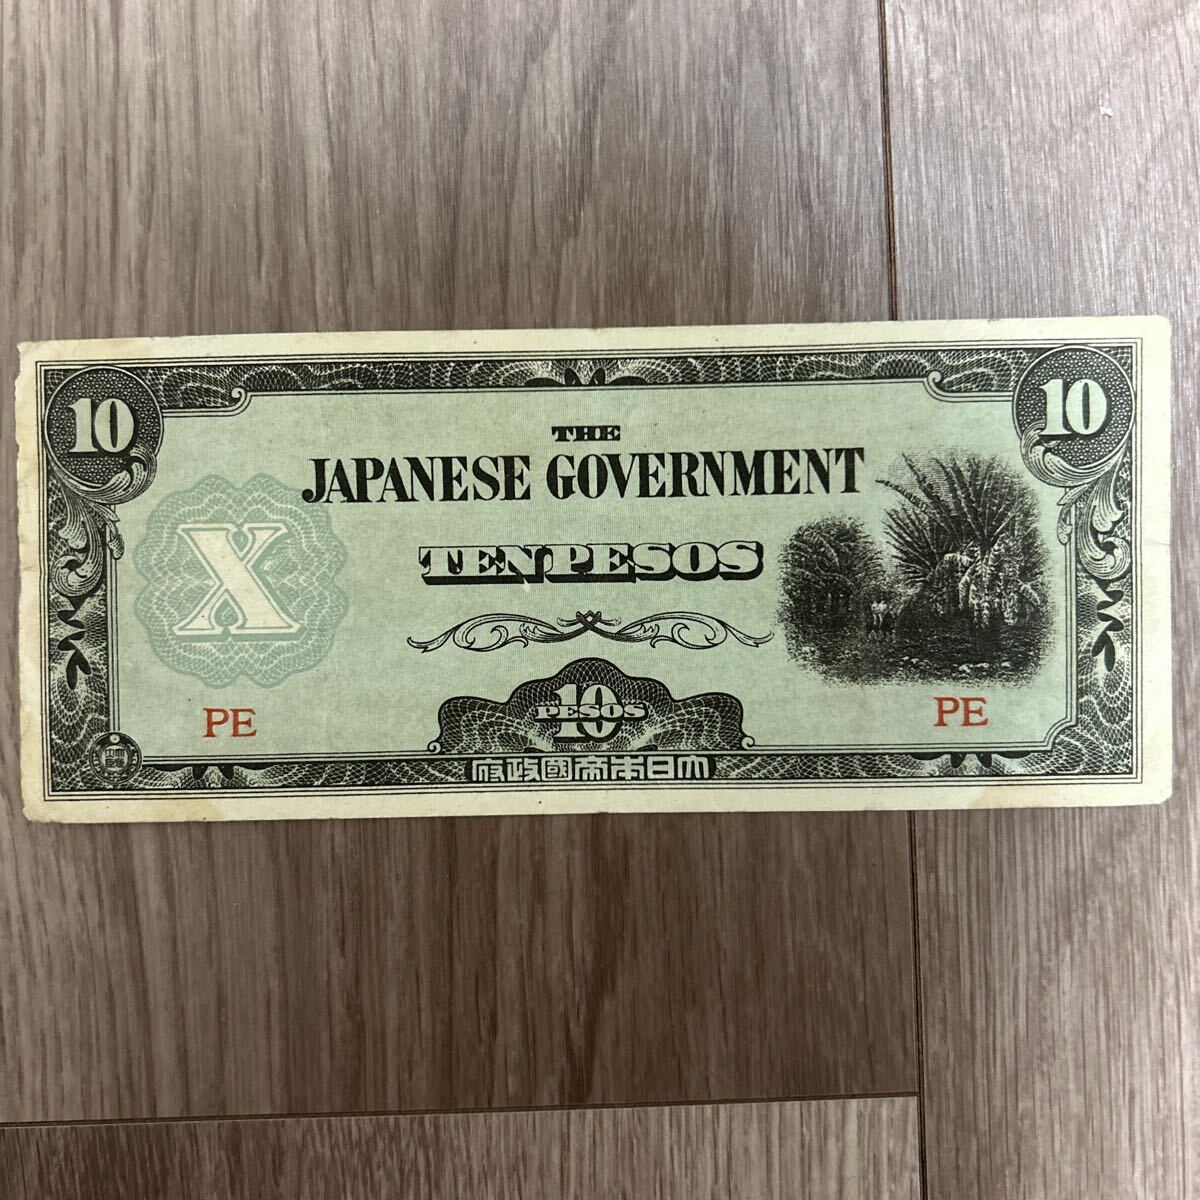 10
10
THE
JAPANESE GOVERNMENT
X
TEN PESOS
PE
PE
10
PESOS
府政國帝本日大